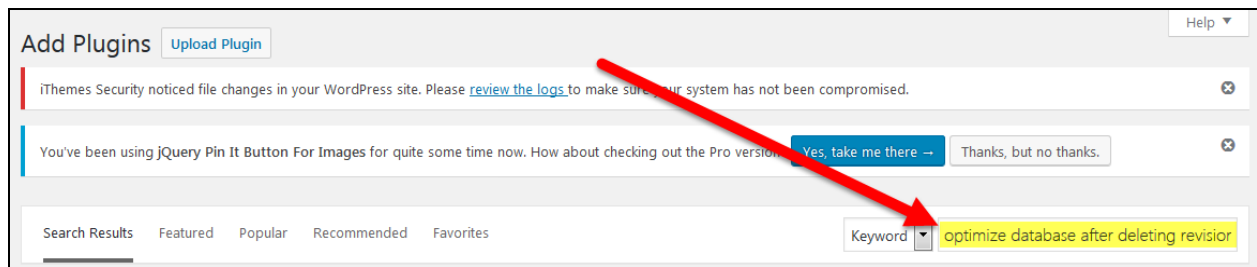 Help ▼
Add Plugins Upload Plugin
iThemes Security noticed file changes in your WordPress site. Please review the logs to make sure your system has not been compromised.
You've been using jQuery Pin It Button For Images for quite some time now. How about checking out the Pro version Yes, take me there → Thanks, but no thanks.
Search Results Featured Popular Recommended Favorites Keyword optimize database after deleting revisior